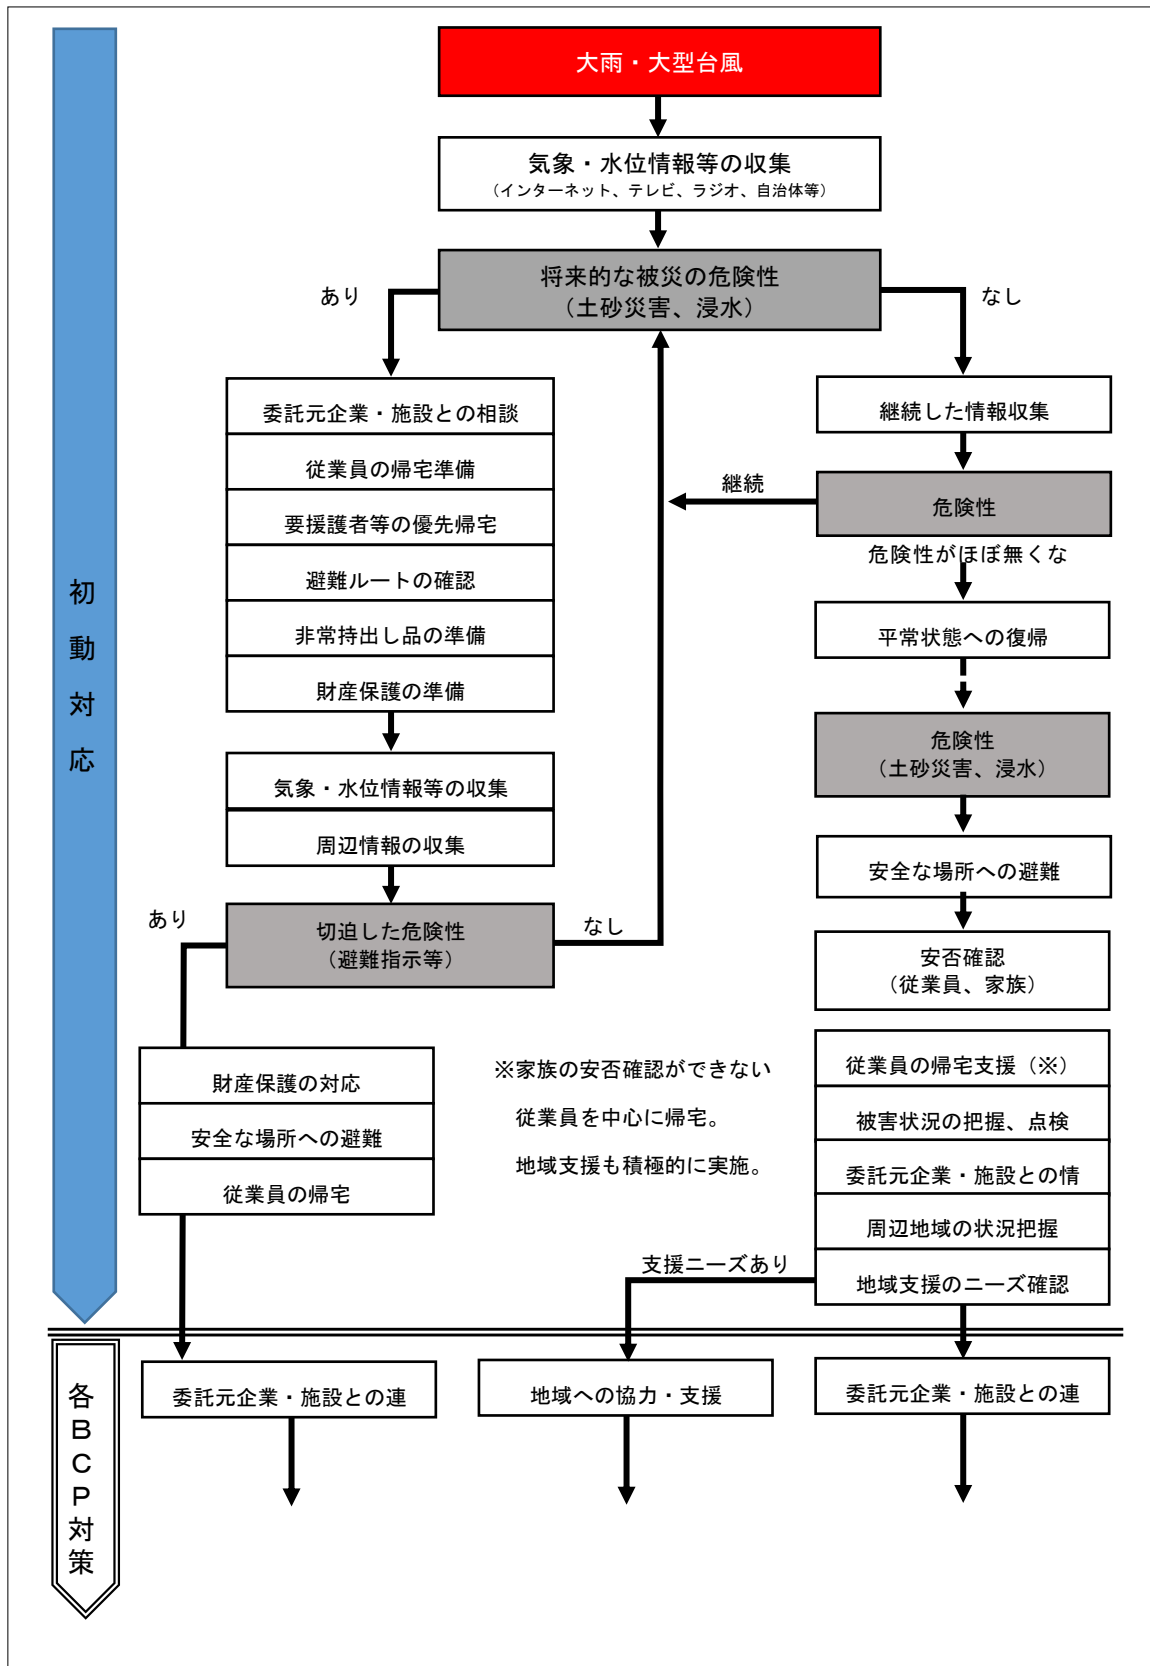 大雨・大型台風
気象・水位情報等の収集
（インターネット、テレビ、ラジオ、自治体等）
将来的な被災の危険性
（土砂災害、浸水）
あり
なし
委託元企業・施設との相談
従業員の帰宅準備
要援護者等の優先帰宅
避難ルートの確認
非常持出し品の準備
財産保護の準備
気象・水位情報等の収集
周辺情報の収集
切迫した危険性
（避難指示等）
あり
なし
財産保護の対応
安全な場所への避難
従業員の帰宅
継続した情報収集
危険性
継続
危険性がほぼ無くな
平常状態への復帰
危険性
（土砂災害、浸水）
安全な場所への避難
安否確認
（従業員、家族）
従業員の帰宅支援（※）
被害状況の把握、点検
委託元企業・施設との情
周辺地域の状況把握
地域支援のニーズ確認
※家族の安否確認ができない
従業員を中心に帰宅。
地域支援も積極的に実施。
支援ニーズあり
委託元企業・施設との連
地域への協力・支援
委託元企業・施設との連
初動対応
各ＢＣＰ対策